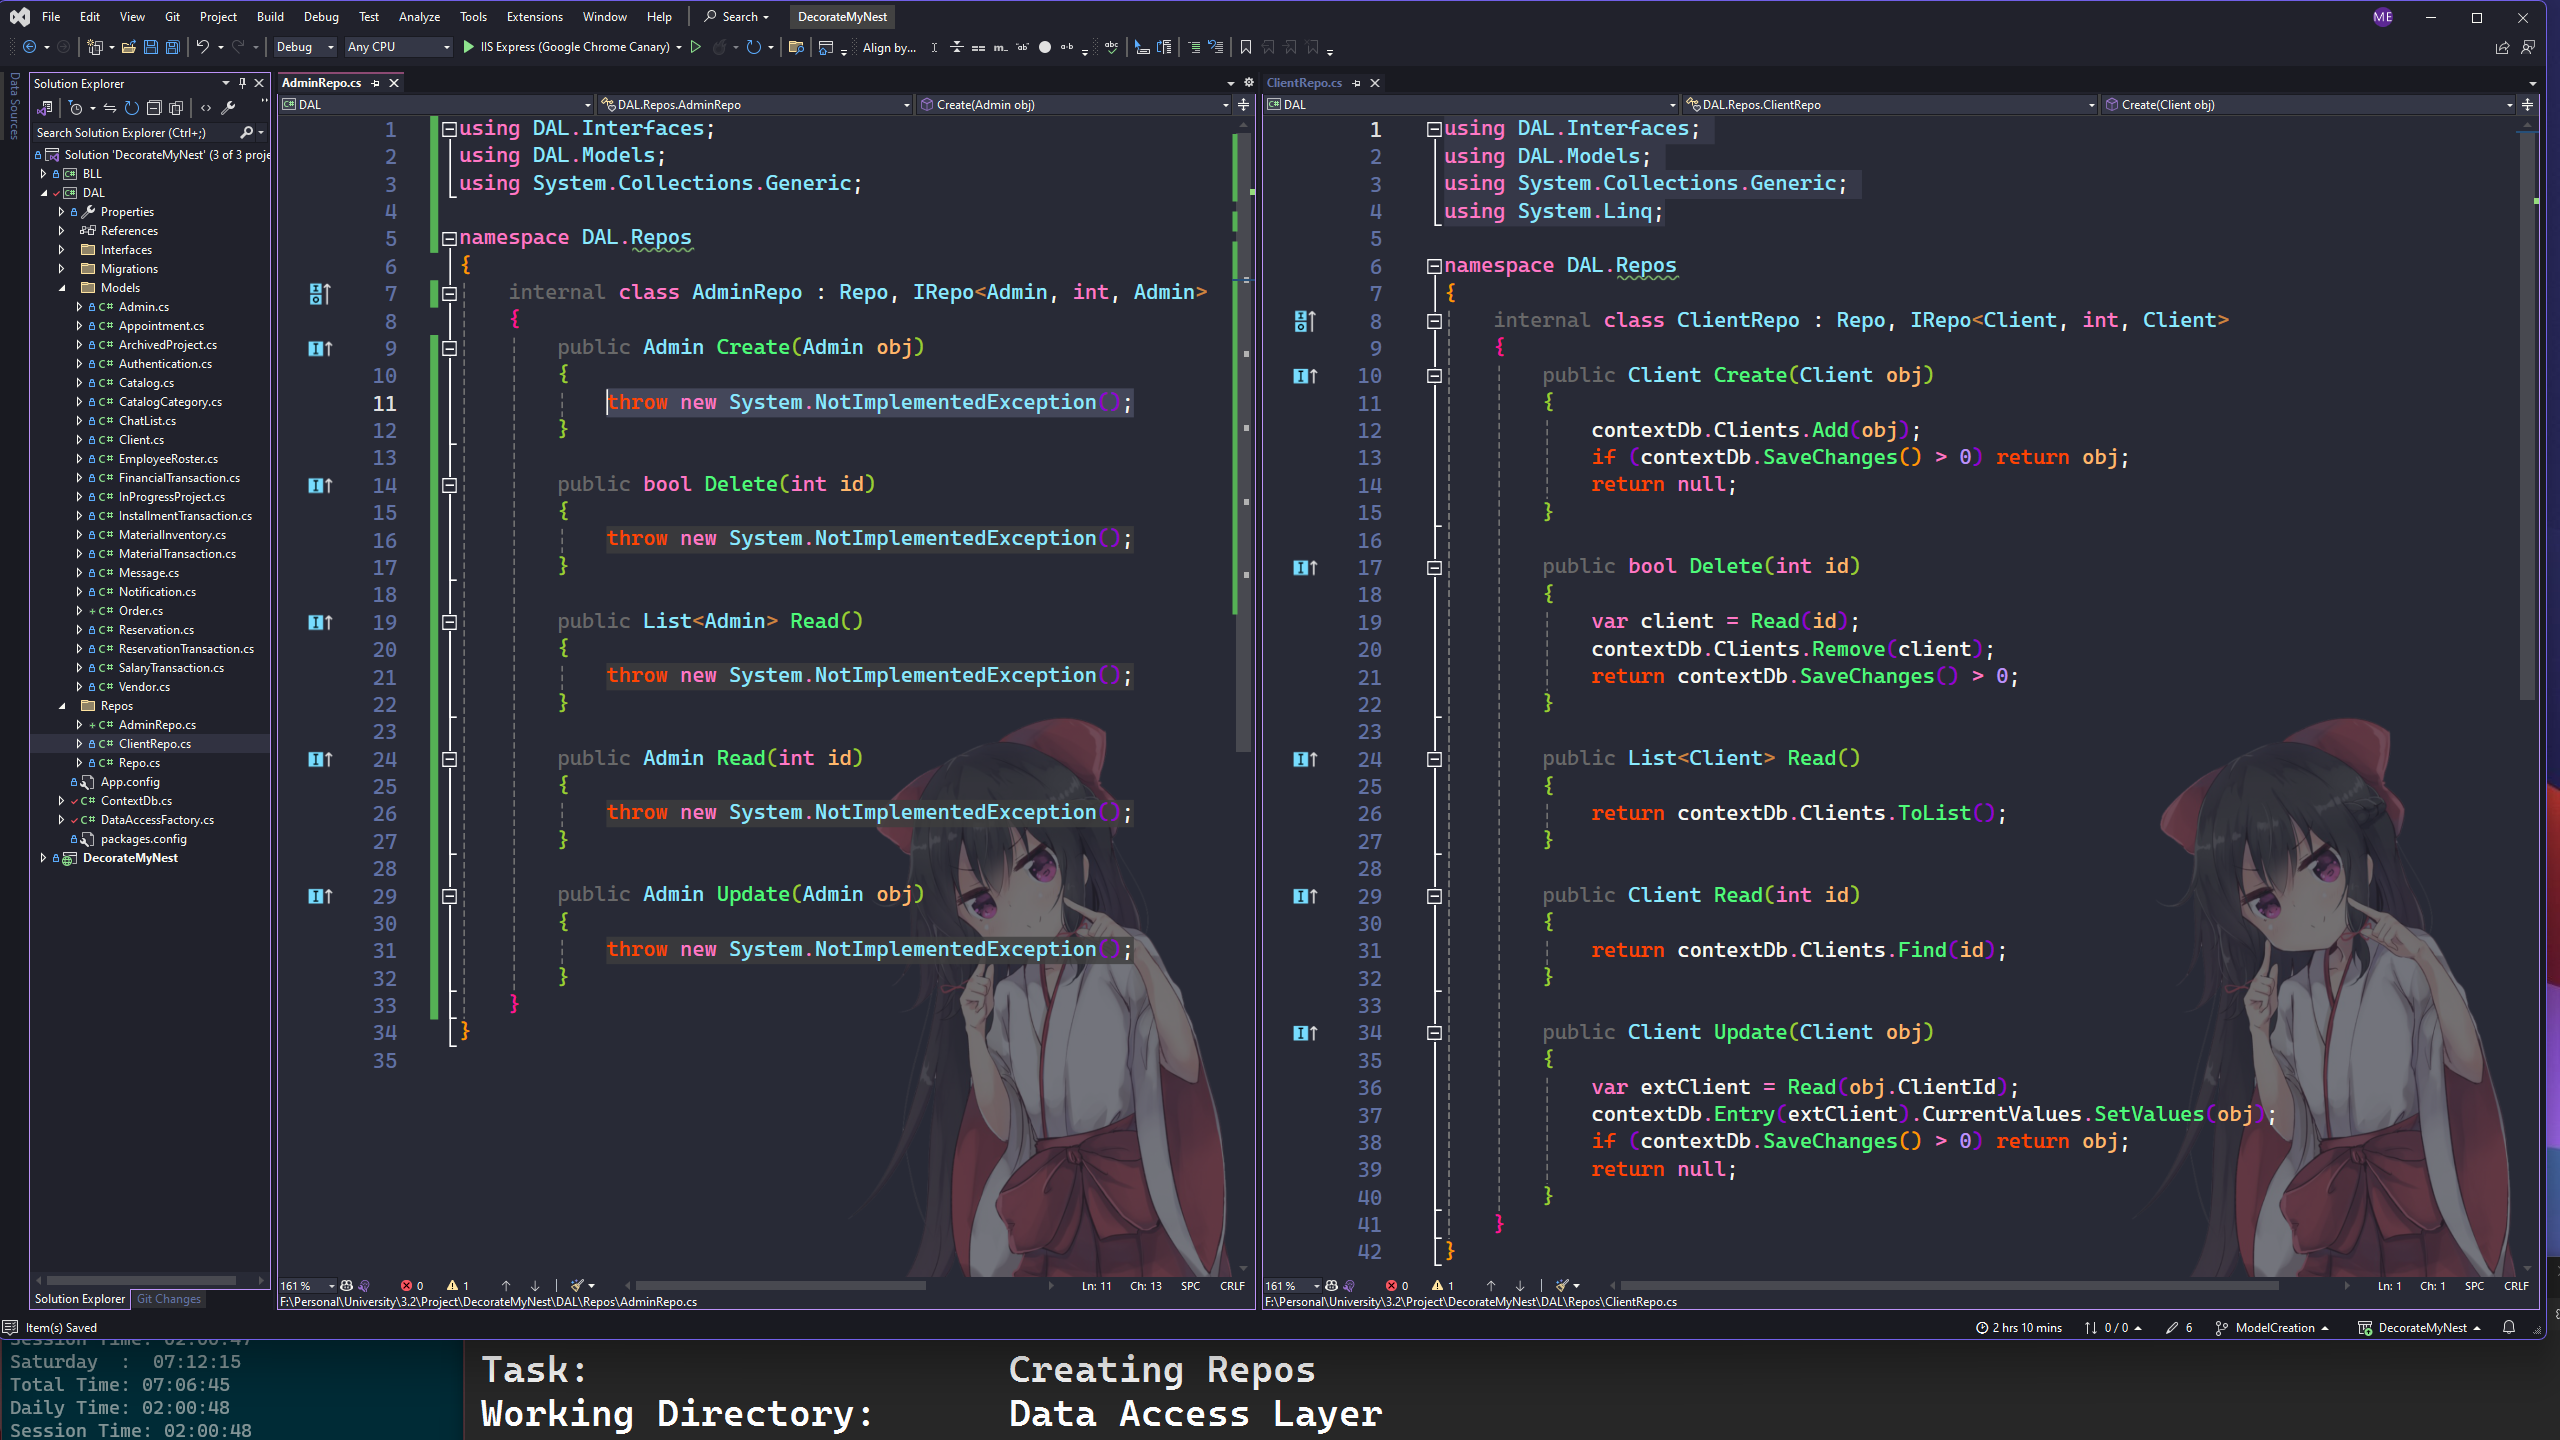 File Edit View Git Project Build Debug Test Analyze Tools Extensions Window Help Search DecorateMyNest ME
Debug Any CPU IIS Express (Google Chrome Canary) Align by...
Data Sources
Solution Explorer
Search Solution Explorer (Ctrl+;)
Solution 'DecorateMyNest' (3 of 3 proje
BLL
DAL
Properties
References
Interfaces
Migrations
Models
C# Admin.cs
C# Appointment.cs
C# ArchivedProject.cs
C# Authentication.cs
C# Catalog.cs
C# CatalogCategory.cs
C# ChatList.cs
C# Client.cs
C# EmployeeRoster.cs
C# FinancialTransaction.cs
C# InProgressProject.cs
C# InstallmentTransaction.cs
C# MaterialInventory.cs
C# MaterialTransaction.cs
C# Message.cs
C# Notification.cs
C# Order.cs
C# Reservation.cs
C# ReservationTransaction.cs
C# SalaryTransaction.cs
C# Vendor.cs
Repos
C# AdminRepo.cs
C# ClientRepo.cs
C# Repo.cs
App.config
C# ContextDb.cs
C# DataAccessFactory.cs
packages.config
DecorateMyNest
Solution Explorer Git Changes
AdminRepo.cs
DAL DAL.Repos.AdminRepo Create(Admin obj)
1 using DAL.Interfaces;
2 using DAL.Models;
3 using System.Collections.Generic;
4
5 namespace DAL.Repos
6 {
7 internal class AdminRepo : Repo, IRepo<Admin, int, Admin>
8 {
9 public Admin Create(Admin obj)
10 {
11 throw new System.NotImplementedException();
12 }
13
14 public bool Delete(int id)
15 {
16 throw new System.NotImplementedException();
17 }
18
19 public List<Admin> Read()
20 {
21 throw new System.NotImplementedException();
22 }
23
24 public Admin Read(int id)
25 {
26 throw new System.NotImplementedException();
27 }
28
29 public Admin Update(Admin obj)
30 {
31 throw new System.NotImplementedException();
32 }
33 }
34 }
35
161 % 0 1 Ln: 11 Ch: 13 SPC CRLF
F:\Personal\University\3.2\Project\DecorateMyNest\DAL\Repos\AdminRepo.cs
ClientRepo.cs
DAL DAL.Repos.ClientRepo Create(Client obj)
1 using DAL.Interfaces;
2 using DAL.Models;
3 using System.Collections.Generic;
4 using System.Linq;
5
6 namespace DAL.Repos
7 {
8 internal class ClientRepo : Repo, IRepo<Client, int, Client>
9 {
10 public Client Create(Client obj)
11 {
12 contextDb.Clients.Add(obj);
13 if (contextDb.SaveChanges() > 0) return obj;
14 return null;
15 }
16
17 public bool Delete(int id)
18 {
19 var client = Read(id);
20 contextDb.Clients.Remove(client);
21 return contextDb.SaveChanges() > 0;
22 }
23
24 public List<Client> Read()
25 {
26 return contextDb.Clients.ToList();
27 }
28
29 public Client Read(int id)
30 {
31 return contextDb.Clients.Find(id);
32 }
33
34 public Client Update(Client obj)
35 {
36 var extClient = Read(obj.ClientId);
37 contextDb.Entry(extClient).CurrentValues.SetValues(obj);
38 if (contextDb.SaveChanges() > 0) return obj;
39 return null;
40 }
41 }
42 }
161 % 0 1 Ln: 1 Ch: 1 SPC CRLF
F:\Personal\University\3.2\Project\DecorateMyNest\DAL\Repos\ClientRepo.cs
Item(s) Saved 2 hrs 10 mins 0 / 0 6 ModelCreation DecorateMyNest
Session Time: 02:00:47
Saturday : 07:12:15
Total Time: 07:06:45
Daily Time: 02:00:48
Session Time: 02:00:48
Task: Creating Repos
Working Directory: Data Access Layer